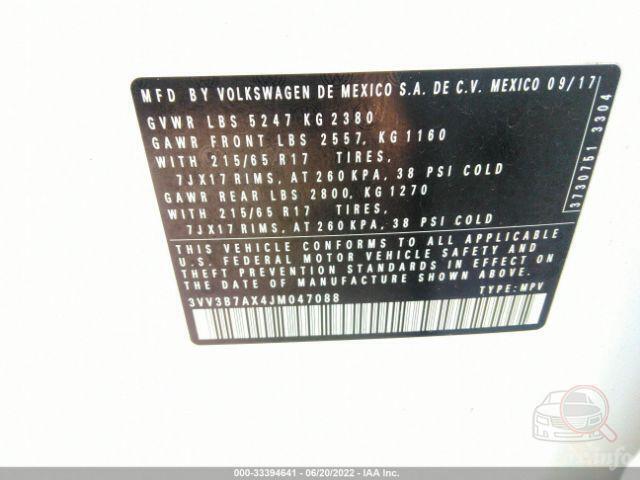 MFD BY VOLKSWAGEN DE MEXICO S.A. DE C.V. MEXICO 09/17
GVWR LBS 5247 KG 2380
GAWR FRONT LBS 2557, KG 1160
WITH 215/65 R17 TIRES,
7JX17 RIMS, AT 260 KPA, 38 PSI COLD
GAWR REAR LBS 2800, KG 1270
WITH 215/65 R17 TIRES,
7JX17 RIMS, AT 260 KPA, 38 PSI COLD
THIS VEHICLE CONFORMS TO ALL APPLICABLE
U.S. FEDERAL MOTOR VEHICLE SAFETY AND
THEFT PREVENTION STANDARDS IN EFFECT ON
THE DATE OF MANUFACTURE SHOWN ABOVE.
3VV3B7AX4JM047088 TYPE: MPV
3730751 3304
000-33394641 - 06/20/2022 - IAA Inc.